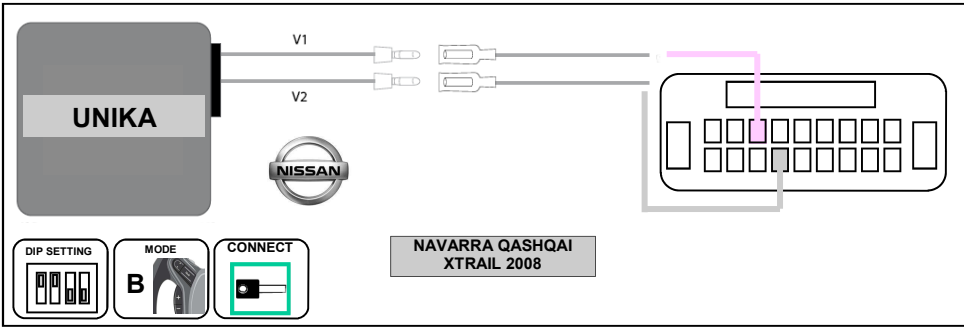 V1
V2
UNIKA
NISSAN
DIP SETTING
MODE
B
CONNECT
NAVARRA QASHQAI
XTRAIL 2008